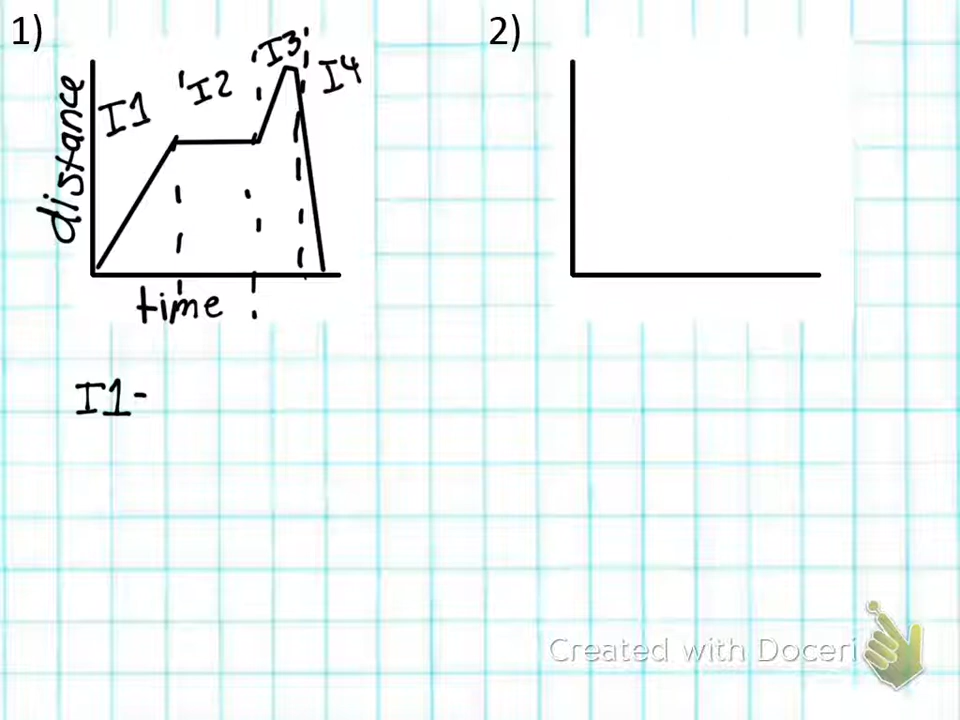 1)
2)
distance
I1
I2
I3
I4
time
I1-
Created with Doceri